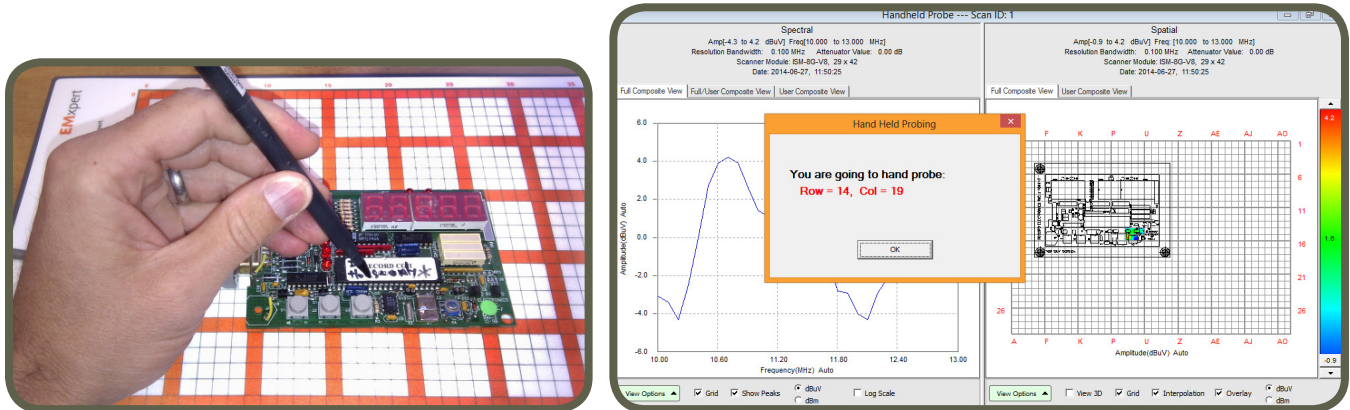 EMxpert
RECORD COM
Handheld Probe --- Scan ID: 1
Spectral
Amp[-4.3 to 4.2 dBuV] Freq[10.000 to 13.000 MHz]
Resolution Bandwidth: 0.100 MHz Attenuator Value: 0.00 dB
Scanner Module: ISM-8G-V8, 29 x 42
Date: 2014-06-27, 11:50:25
Full Composite View Full/User Composite View User Composite View
6.0
4.0
2.0
0.0
-2.0
-4.0
-6.0
Amplitude(dBuV) Auto
10.00 10.60 11.20 11.80 12.40 13.00
Frequency(MHz) Auto
View Options Grid Show Peaks dBuV dBm Log Scale
Hand Held Probing
You are going to hand probe:
Row = 14, Col = 19
OK
Spatial
Amp[-0.9 to 4.2 dBuV] Freq: [10.000 to 13.000 MHz]
Resolution Bandwidth: 0.100 MHz Attenuator Value: 0.00 dB
Scanner Module: ISM-8G-V8, 29 x 42
Date: 2014-06-27, 11:50:25
Full Composite View User Composite View
F K P U Z AE AJ AO
1
6
11
16
21
26
26
A F K P U Z AE AJ AO
Amplitude(dBuV) Auto
4.2
1.6
-0.9
View Options View 3D Grid Interpolation Overlay dBuV dBm